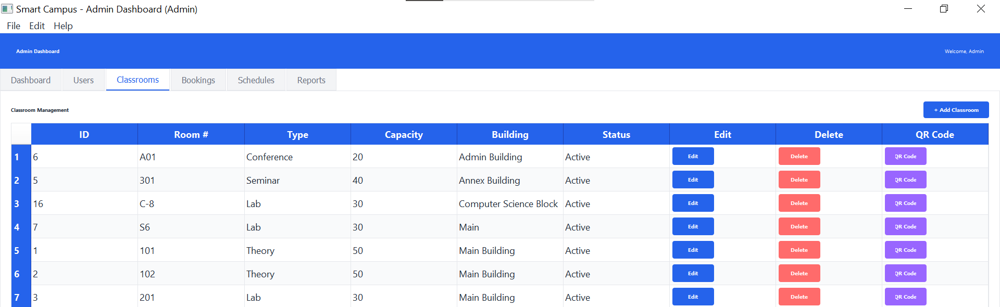 Smart Campus - Admin Dashboard (Admin)
File Edit Help
Admin Dashboard Welcome, Admin
Dashboard Users Classrooms Bookings Schedules Reports
Classroom Management + Add Classroom
ID Room # Type Capacity Building Status Edit Delete QR Code
1 6 A01 Conference 20 Admin Building Active Edit Delete QR Code
2 5 301 Seminar 40 Annex Building Active Edit Delete QR Code
3 16 C-8 Lab 30 Computer Science Block Active Edit Delete QR Code
4 7 S6 Lab 30 Main Active Edit Delete QR Code
5 1 101 Theory 50 Main Building Active Edit Delete QR Code
6 2 102 Theory 50 Main Building Active Edit Delete QR Code
7 3 201 Lab 30 Main Building Active Edit Delete QR Code